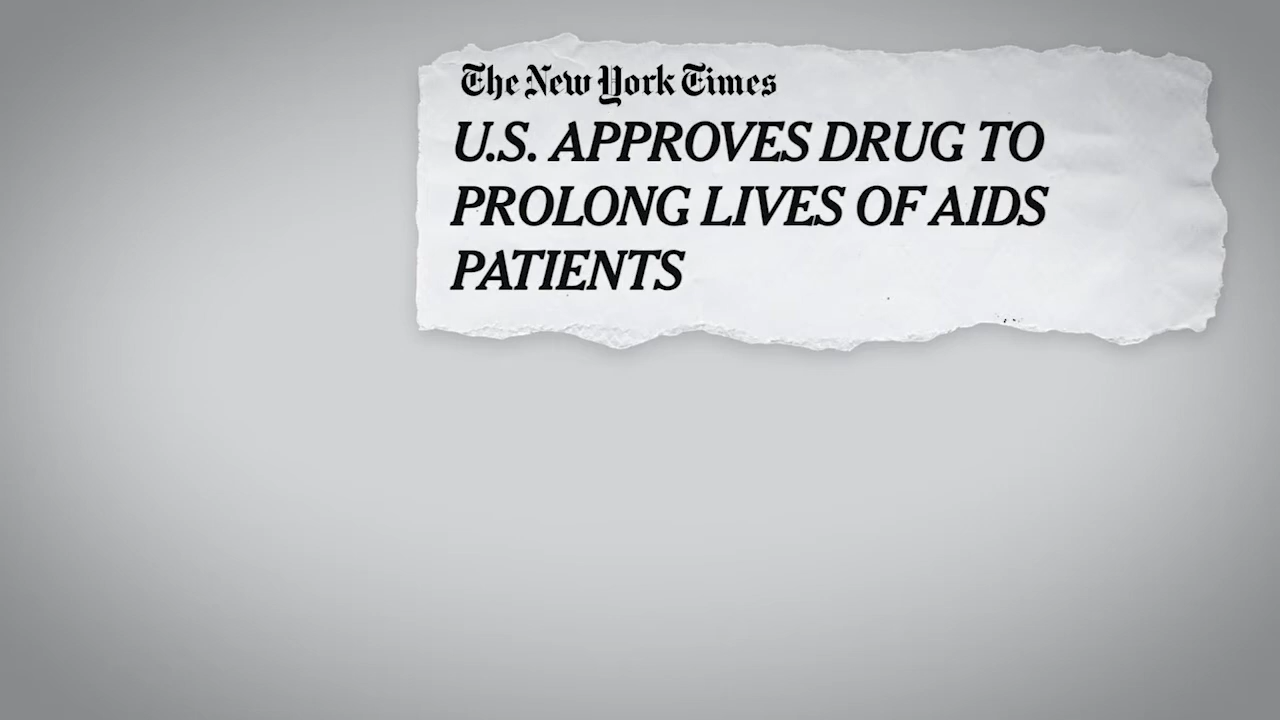 The New York Times
U.S. APPROVES DRUG TO
PROLONG LIVES OF AIDS
PATIENTS